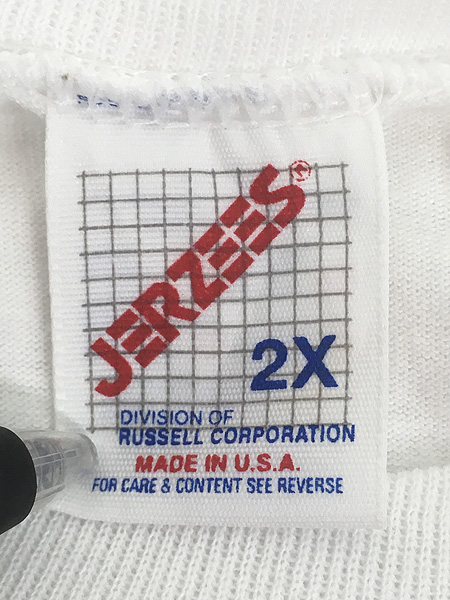 JERZEES®
2X
DIVISION OF
RUSSELL CORPORATION
MADE IN U.S.A.
FOR CARE & CONTENT SEE REVERSE